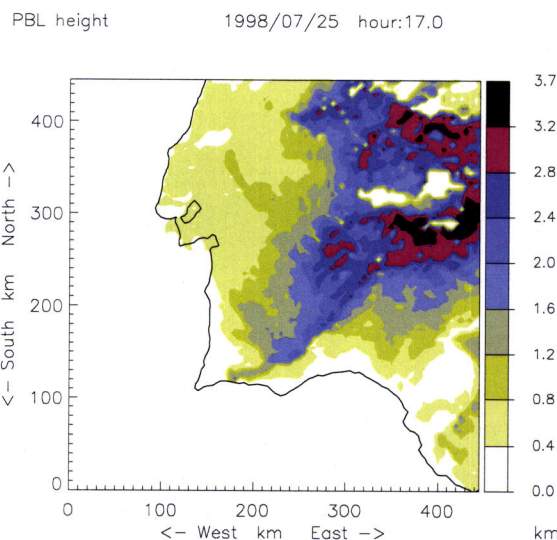 PBL height 1998/07/25 hour:17.0
3.7
400 3.2
2.8
300 2.4
2.0
200 1.6
1.2
100 0.8
0.4
0 0.0
0 100 200 300 400
<− West km East −> km
<− South km North −>